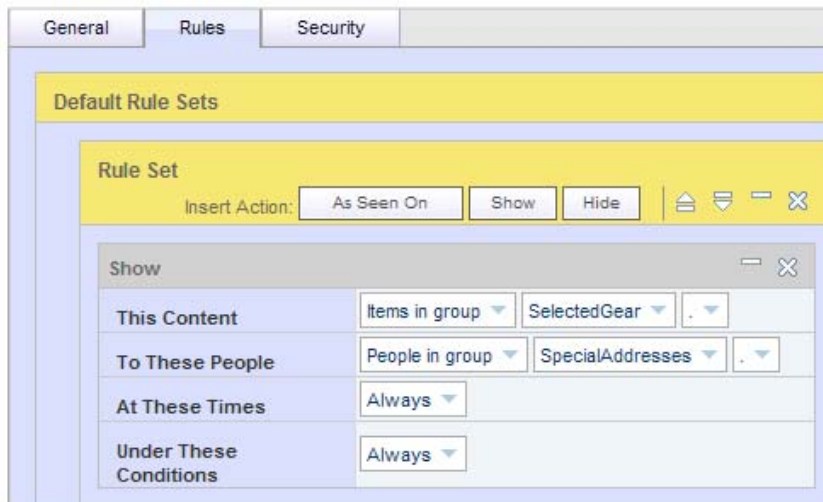 General Rules Security
Default Rule Sets
Rule Set
Insert Action: As Seen On Show Hide
Show
This Content Items in group SelectedGear .
To These People People in group SpecialAddresses .
At These Times Always
Under These Always
Conditions